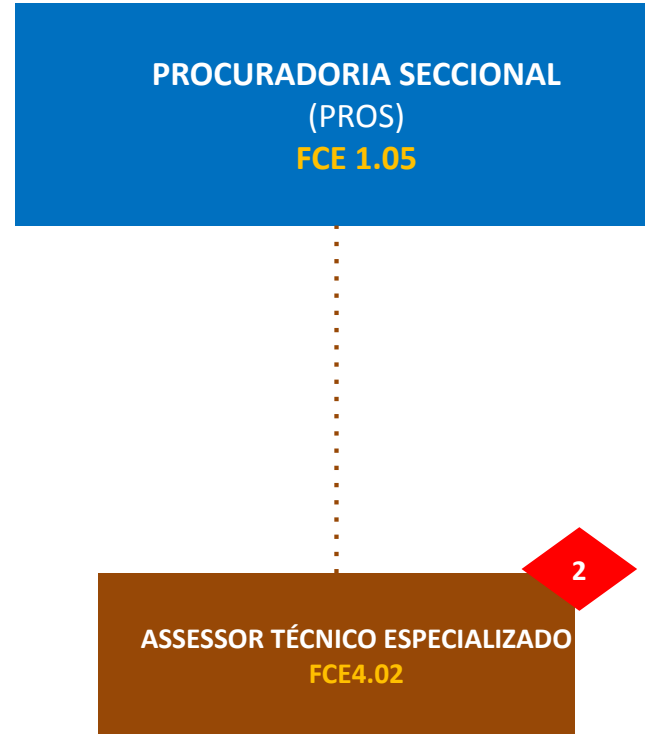 PROCURADORIA SECCIONAL
(PROS)
FCE 1.05
2
ASSESSOR TÉCNICO ESPECIALIZADO
FCE4.02